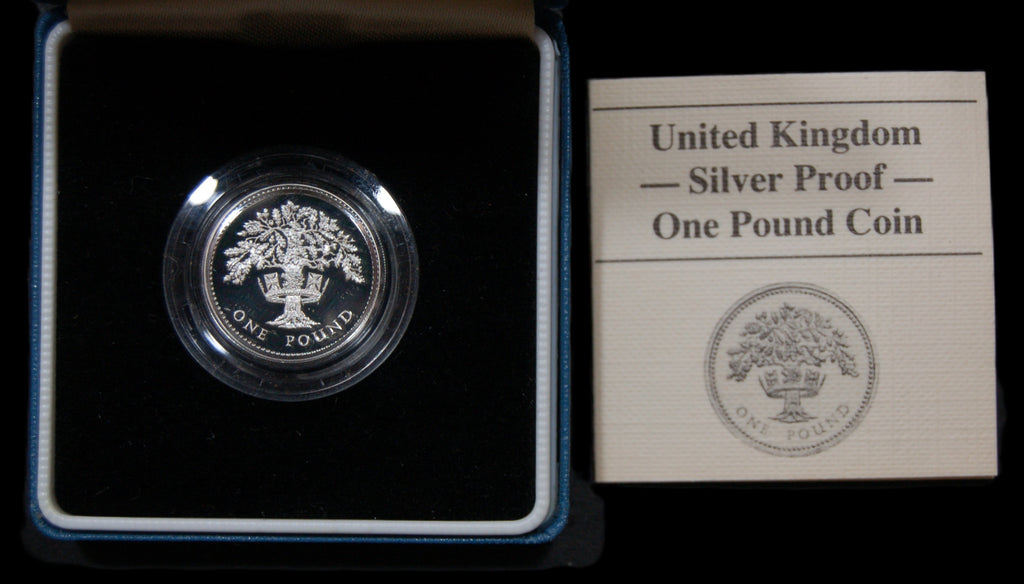 ONE POUND
United Kingdom
— Silver Proof —
One Pound Coin
ONE POUND